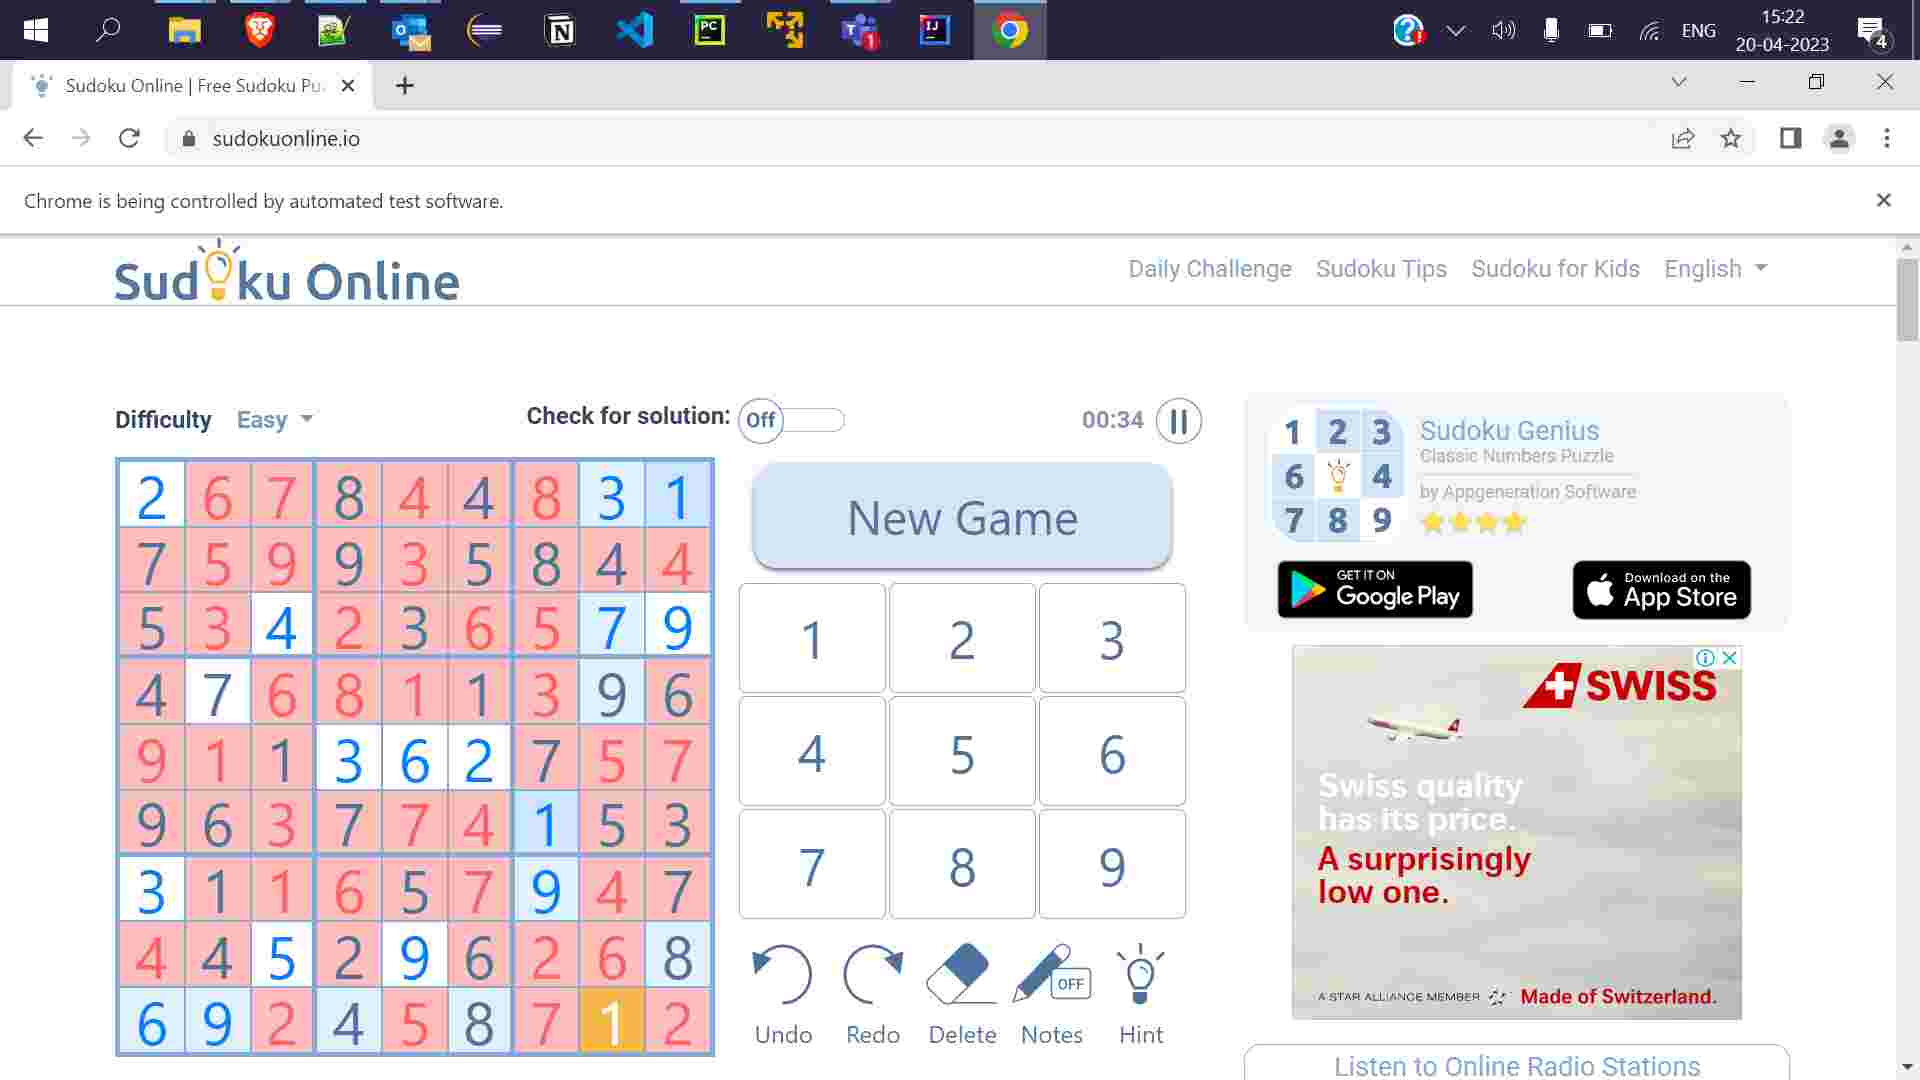 ENG
15:22
20-04-2023
4
Sudoku Online | Free Sudoku Pu
sudokuonline.io
Chrome is being controlled by automated test software.
Sudoku Online
Daily Challenge Sudoku Tips Sudoku for Kids English
Difficulty Easy Check for solution: Off 00:34
2 6 7 8 4 4 8 3 1
7 5 9 9 3 5 8 4 4
5 3 4 2 3 6 5 7 9
4 7 6 8 1 1 3 9 6
9 1 1 3 6 2 7 5 7
9 6 3 7 7 4 1 5 3
3 1 1 6 5 7 9 4 7
4 4 5 2 9 6 2 6 8
6 9 2 4 5 8 7 1 2
New Game
1 2 3
4 5 6
7 8 9
OFF
Undo Redo Delete Notes Hint
1 2 3
6 4
7 8 9
Sudoku Genius
Classic Numbers Puzzle
by Appgeneration Software
GET IT ON
Google Play
Download on the
App Store
SWISS
Swiss quality
has its price.
A surprisingly
low one.
A STAR ALLIANCE MEMBER
Made of Switzerland.
Listen to Online Radio Stations